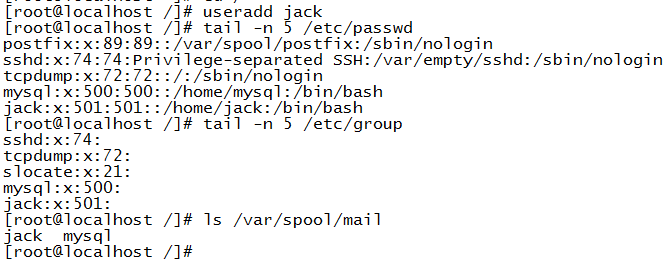 [root@localhost /]# useradd jack
[root@localhost /]# tail -n 5 /etc/passwd
postfix:x:89:89::/var/spool/postfix:/sbin/nologin
sshd:x:74:74:Privilege-separated SSH:/var/empty/sshd:/sbin/nologin
tcpdump:x:72:72::/:/sbin/nologin
mysql:x:500:500::/home/mysql:/bin/bash
jack:x:501:501::/home/jack:/bin/bash
[root@localhost /]# tail -n 5 /etc/group
sshd:x:74:
tcpdump:x:72:
slocate:x:21:
mysql:x:500:
jack:x:501:
[root@localhost /]# ls /var/spool/mail
jack  mysql
[root@localhost /]#